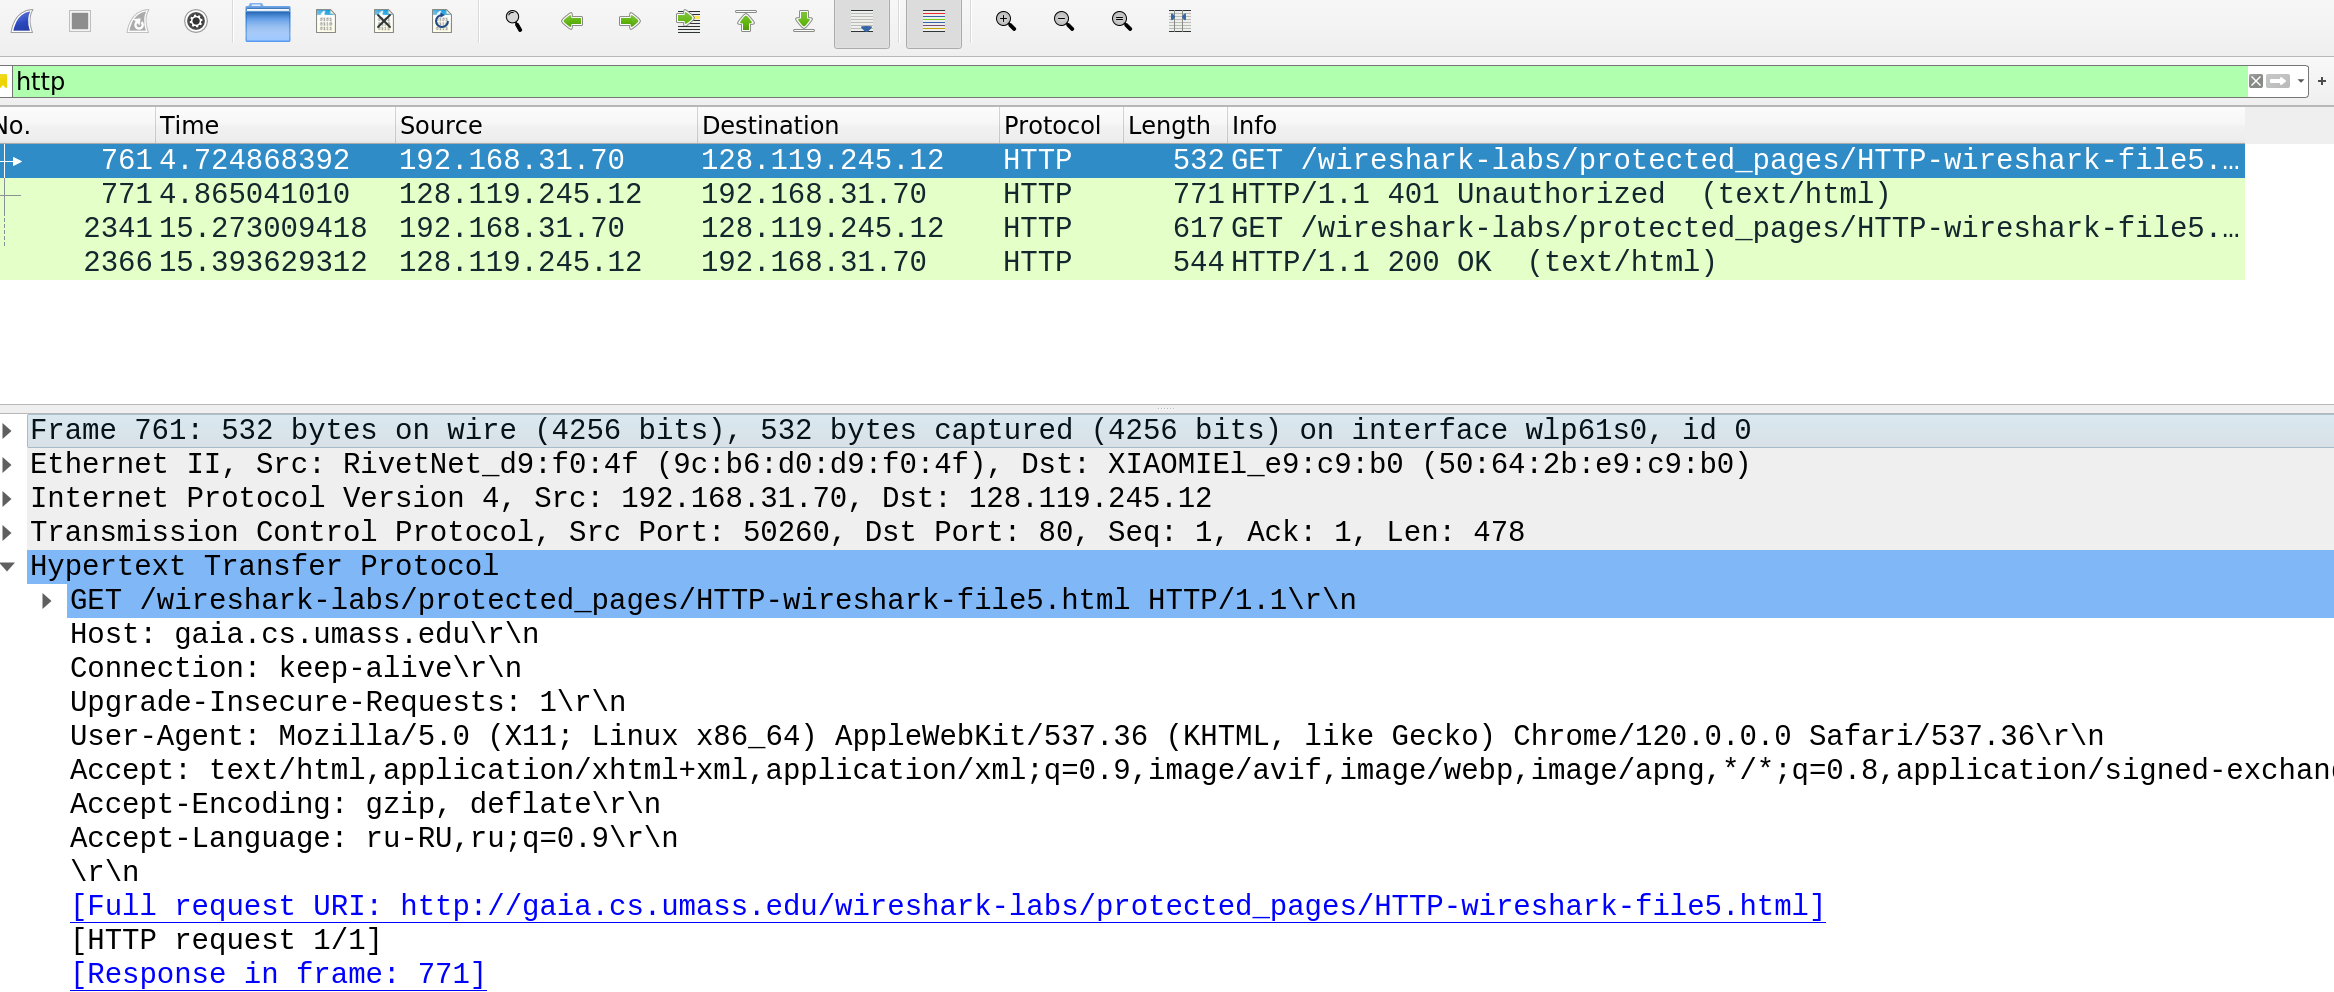 http
No. Time Source Destination Protocol Length Info
761 4.724868392 192.168.31.70 128.119.245.12 HTTP 532 GET /wireshark-labs/protected_pages/HTTP-wireshark-file5.…
771 4.865041010 128.119.245.12 192.168.31.70 HTTP 771 HTTP/1.1 401 Unauthorized  (text/html)
2341 15.273009418 192.168.31.70 128.119.245.12 HTTP 617 GET /wireshark-labs/protected_pages/HTTP-wireshark-file5.…
2366 15.393629312 128.119.245.12 192.168.31.70 HTTP 544 HTTP/1.1 200 OK  (text/html)
Frame 761: 532 bytes on wire (4256 bits), 532 bytes captured (4256 bits) on interface wlp61s0, id 0
Ethernet II, Src: RivetNet_d9:f0:4f (9c:b6:d0:d9:f0:4f), Dst: XIAOMIEl_e9:c9:b0 (50:64:2b:e9:c9:b0)
Internet Protocol Version 4, Src: 192.168.31.70, Dst: 128.119.245.12
Transmission Control Protocol, Src Port: 50260, Dst Port: 80, Seq: 1, Ack: 1, Len: 478
Hypertext Transfer Protocol
GET /wireshark-labs/protected_pages/HTTP-wireshark-file5.html HTTP/1.1\r\n
Host: gaia.cs.umass.edu\r\n
Connection: keep-alive\r\n
Upgrade-Insecure-Requests: 1\r\n
User-Agent: Mozilla/5.0 (X11; Linux x86_64) AppleWebKit/537.36 (KHTML, like Gecko) Chrome/120.0.0.0 Safari/537.36\r\n
Accept: text/html,application/xhtml+xml,application/xml;q=0.9,image/avif,image/webp,image/apng,*/*;q=0.8,application/signed-exchan
Accept-Encoding: gzip, deflate\r\n
Accept-Language: ru-RU,ru;q=0.9\r\n
\r\n
[Full request URI: http://gaia.cs.umass.edu/wireshark-labs/protected_pages/HTTP-wireshark-file5.html]
[HTTP request 1/1]
[Response in frame: 771]